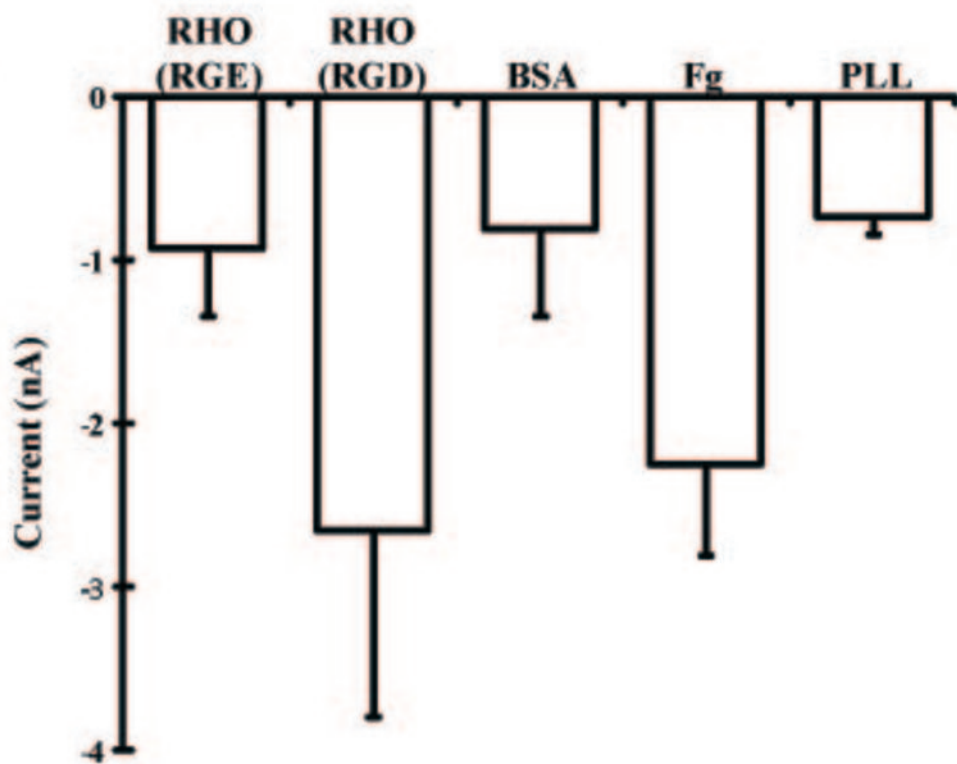 RHO
(RGE)
RHO
(RGD)
BSA
Fg
PLL
0
-1
-2
-3
-4
Current (nA)